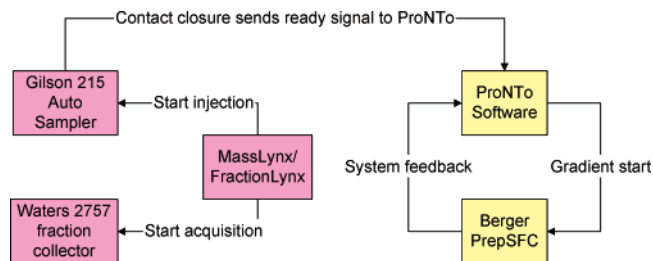 Contact closure sends ready signal to ProNTo
Gilson 215
Auto
Sampler
Start injection
ProNTo
Software
MassLynx/
FractionLynx
System feedback
Gradient start
Waters 2757
fraction
collector
Start acquisition
Berger
PrepSFC